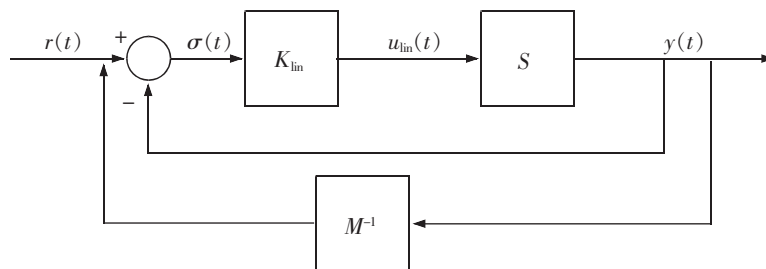 r(t) + σ(t) K_lin u_lin(t) S y(t)
−
M⁻¹